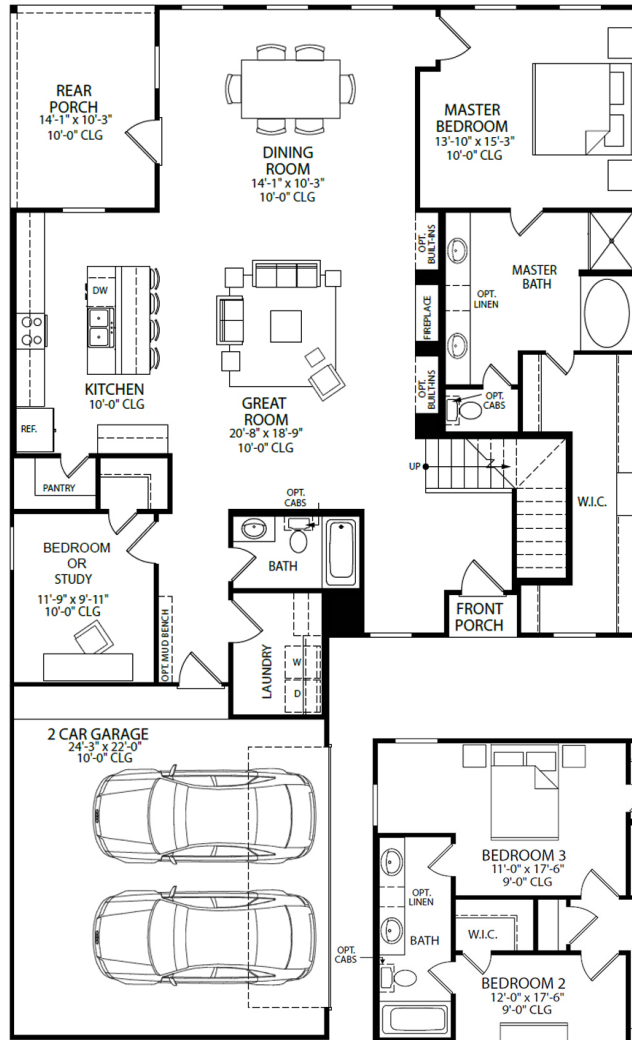 REAR
PORCH
14'-1" x 10'-3"
10'-0" CLG
DINING
ROOM
14'-1" x 10'-3"
10'-0" CLG
MASTER
BEDROOM
13'-10" x 15'-3"
10'-0" CLG
OPT.
BUILT-INS
MASTER
BATH
OPT.
LINEN
FIREPLACE
DW
KITCHEN
10'-0" CLG
GREAT
ROOM
20'-8" x 18'-9"
10'-0" CLG
OPT.
BUILT-INS
OPT.
CABS
REF.
UP
PANTRY
W.I.C.
OPT.
CABS
BATH
BEDROOM
OR
STUDY
11'-9" x 9'-11"
10'-0" CLG
OPT. MUD BENCH
FRONT
PORCH
LAUNDRY
W
D
2 CAR GARAGE
24'-3" x 22'-0"
10'-0" CLG
BEDROOM 3
11'-0" x 17'-6"
9'-0" CLG
OPT.
LINEN
BATH
W.I.C.
OPT.
CABS
BEDROOM 2
12'-0" x 17'-6"
9'-0" CLG